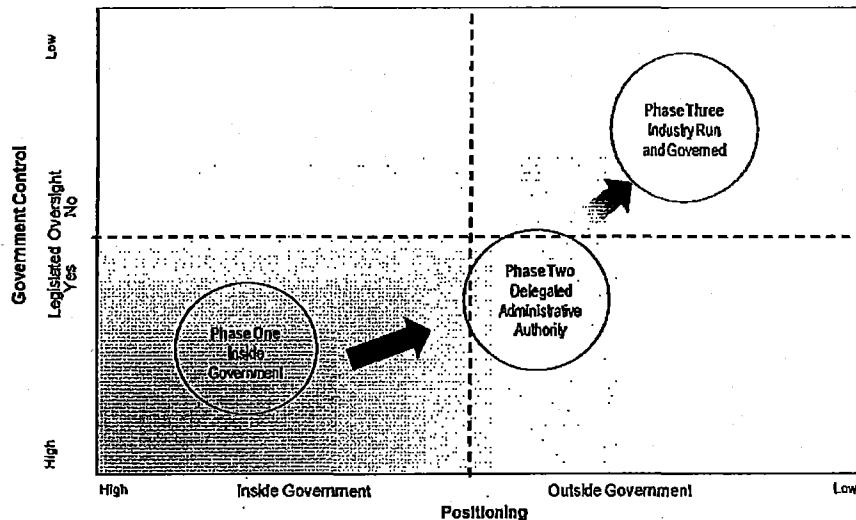 Low
Government Control
Legislated Oversight
No
Yes
High
Phase Three
Industry Run
and Governed
Phase Two
Delegated
Administrative
Authority
Phase One
Inside
Government
High
Inside Government
Outside Government
Low
Positioning